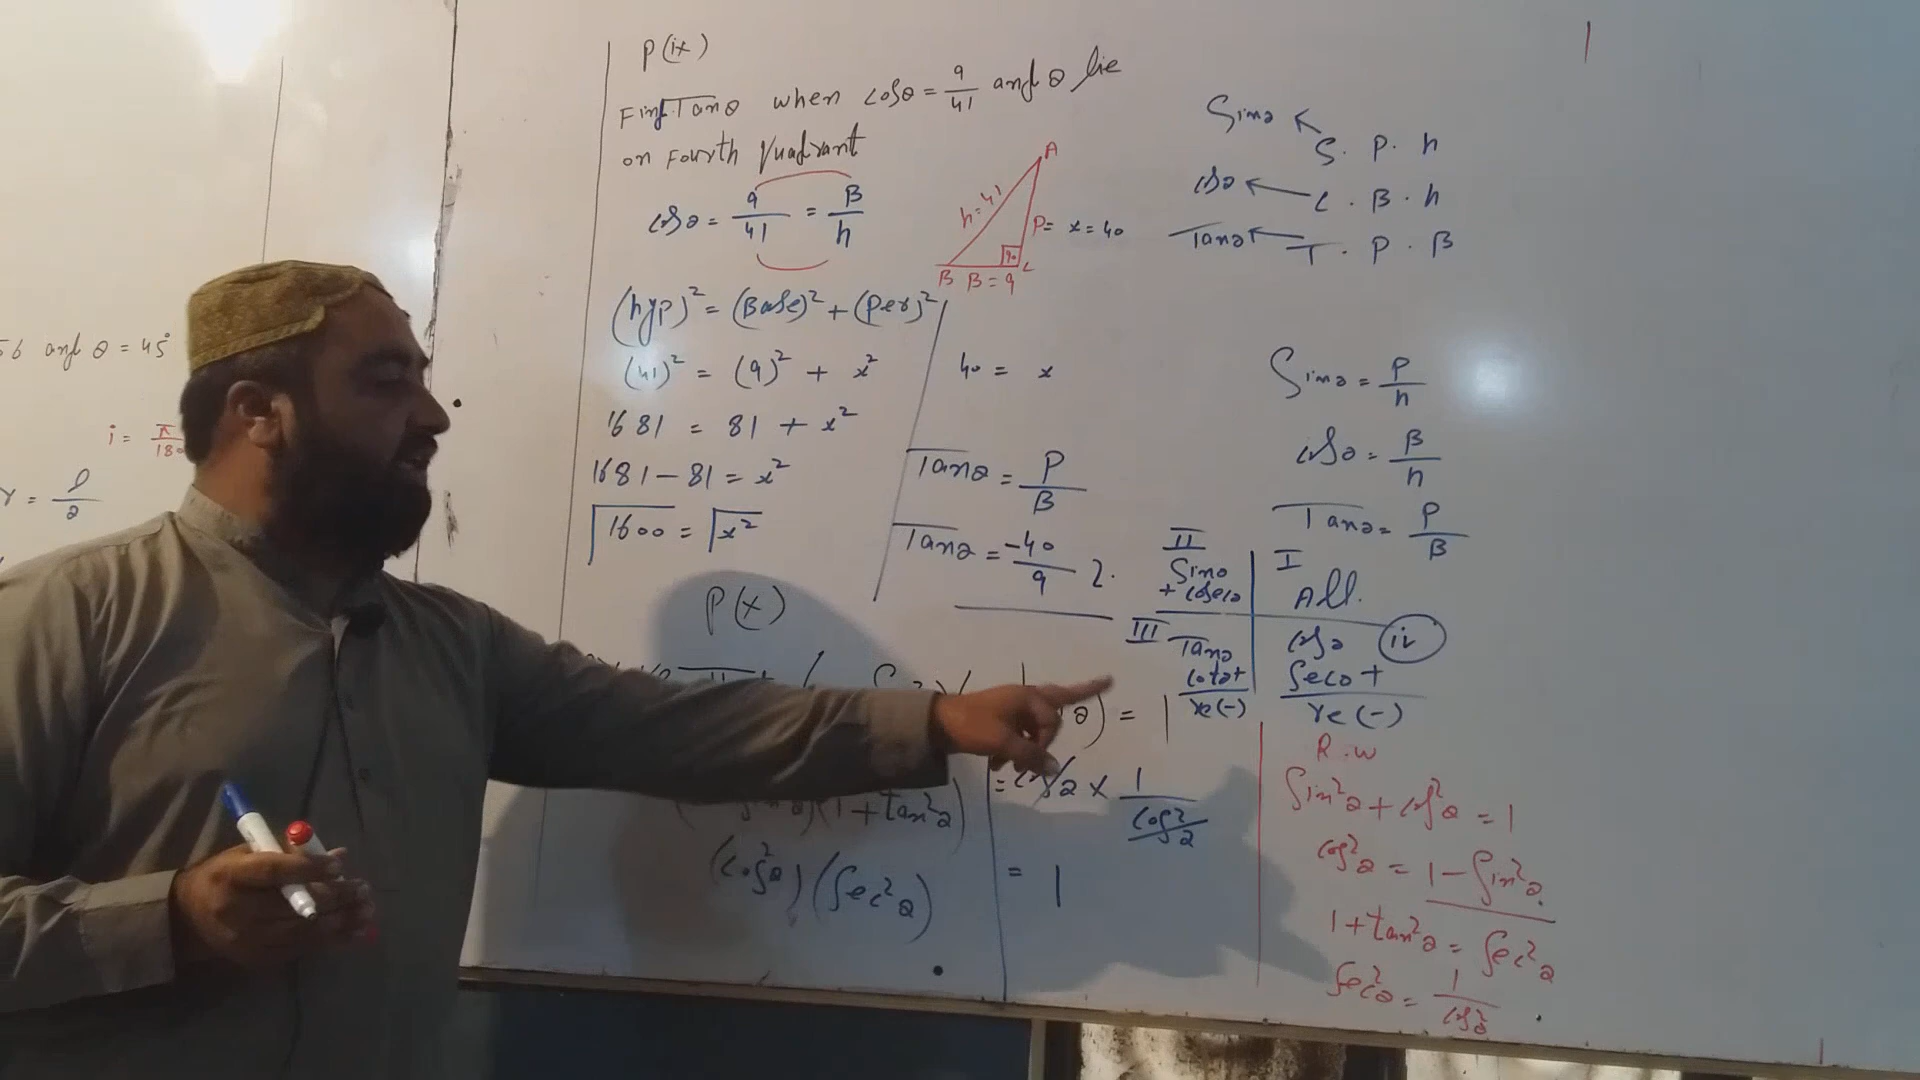 56 and θ = 45°
i = π/180
r = l/θ
P(ix)
Find Tanθ when cosθ = 9/41 and θ lie
on Fourth Quadrant
cosθ = 9/41 = B/h
(hyp)² = (Base)² + (Per)²
(41)² = (9)² + x²
1681 = 81 + x²
1681 - 81 = x²
√1600 = √x²
A
h=41
P= x=40
90
B B=9 C
40 = x
Tanθ = P/B
Tanθ = -40/9
P(x)
θ) = 1
)(1+tan²θ) = cos²θ × 1/cos²θ
(cos²θ)(Sec²θ) = 1
Sinθ ← S. P. h
cosθ ← C. B. h
Tanθ ← T. P. B
Sinθ = P/h
cosθ = B/h
Tanθ = P/B
II
Sinθ
+ cosecθ
I
All.
III
Tanθ
cotθ+
re(-)
cosθ iv
Secθ +
re(-)
R.W
Sin²θ + cos²θ = 1
cos²θ = 1 - Sin²θ.
1+tan²θ = Sec²θ
Sec²θ = 1/cos²θ